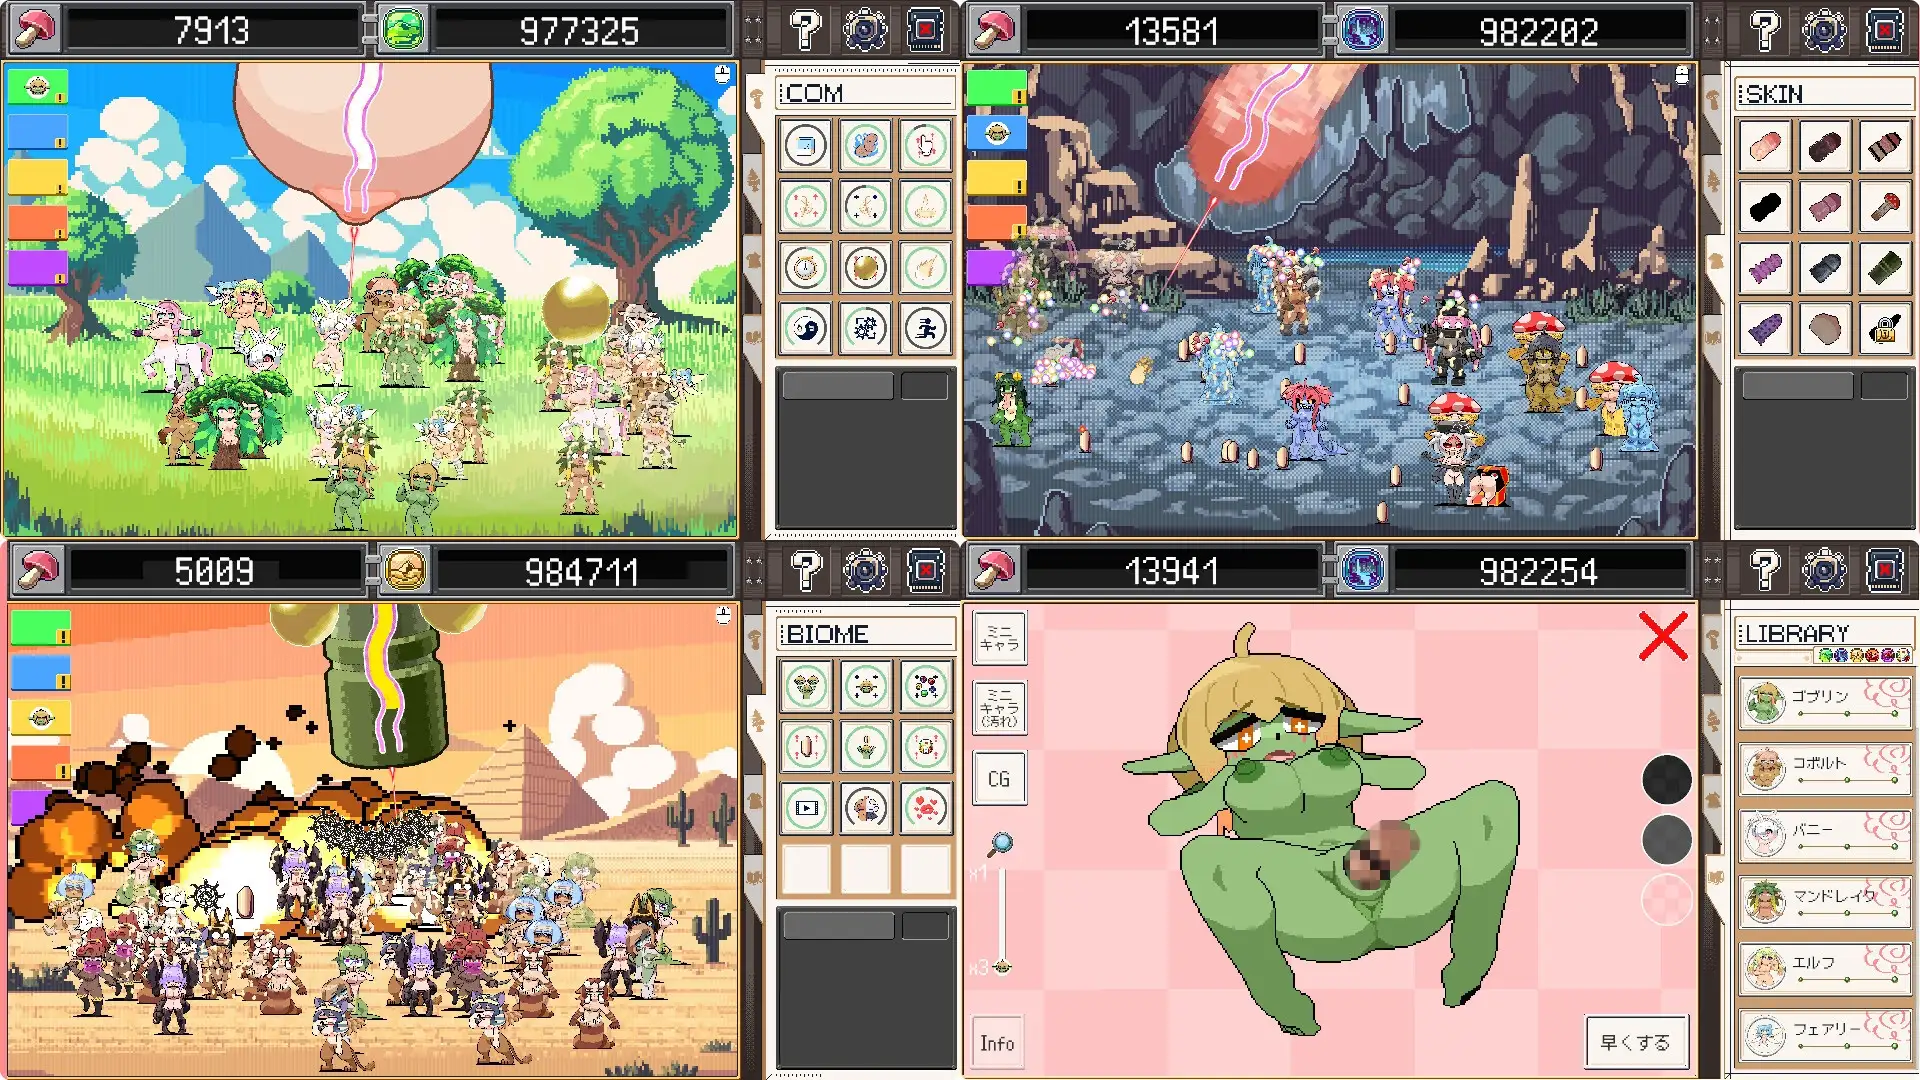 7913
977325
COM
13581
982202
SKIN
5009
984711
BIOME
13941
982254
LIBRARY
ミニ
キャラ
ミニ
キャラ
(汚れ)
CG
x1
x3
Info
早くする
ゴブリン
コボルト
バニー
マンドレイク
エルフ
フェアリー